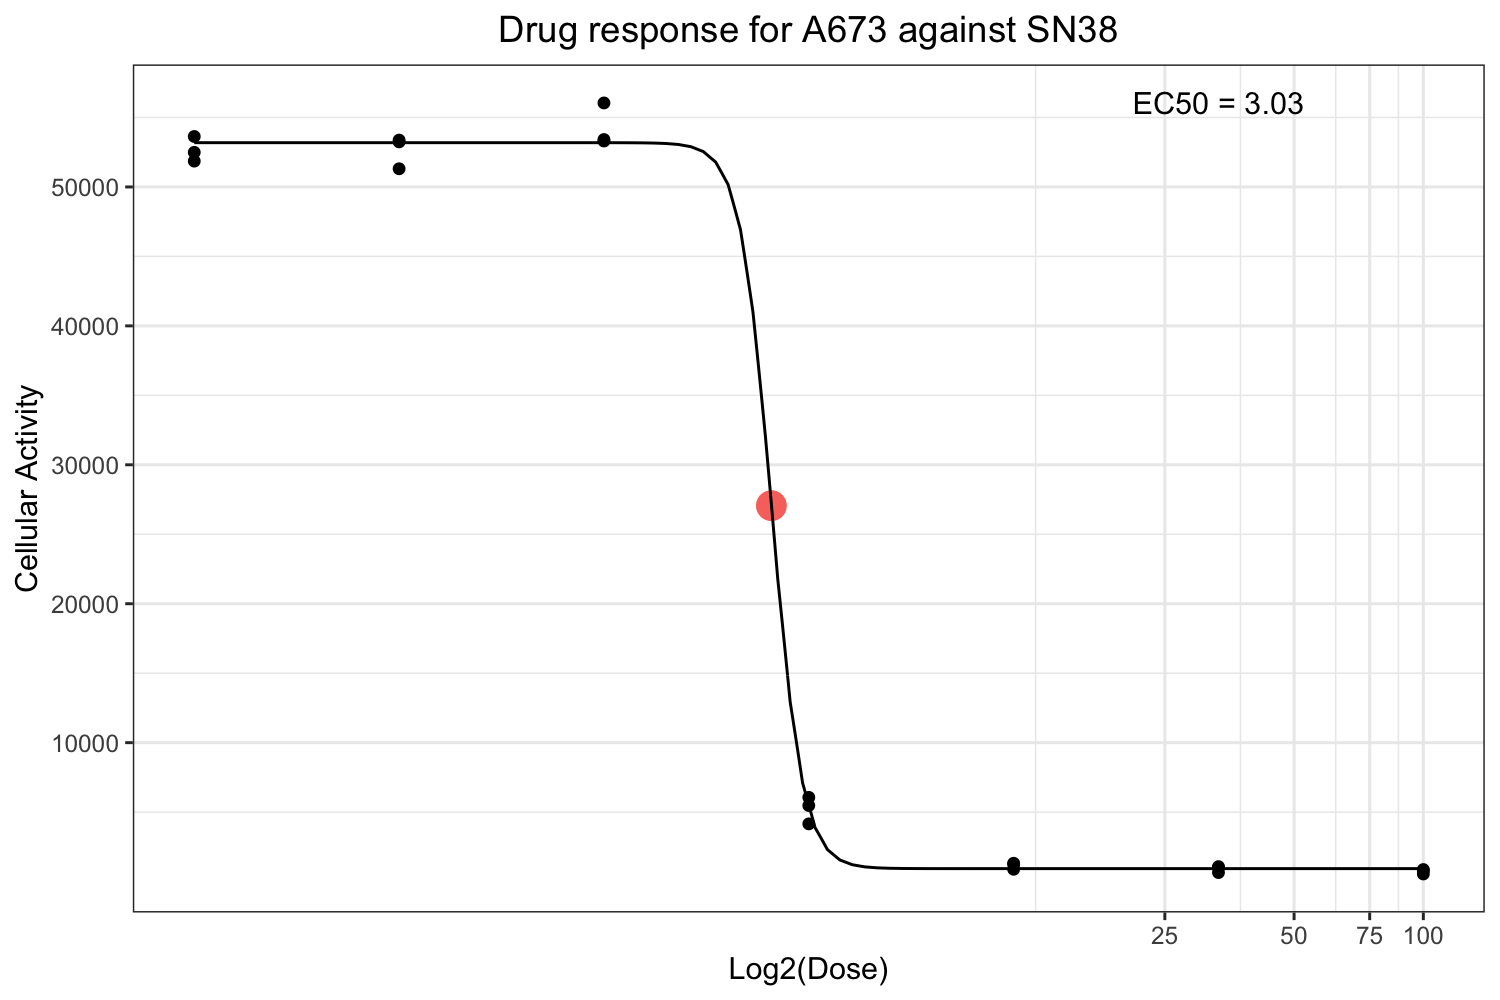 Drug response for A673 against SN38
EC50 = 3.03
50000
40000
30000
20000
10000
Cellular Activity
25 50 75 100
Log2(Dose)